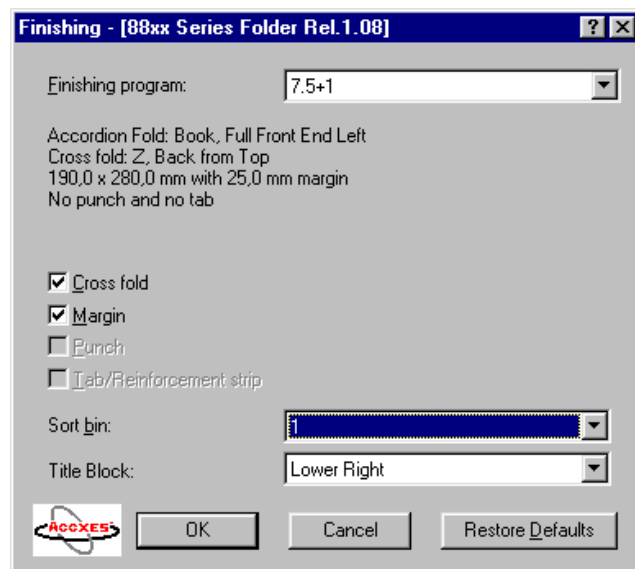 Finishing - [88xx Series Folder Rel.1.08]
Finishing program: 7.5+1
Accordion Fold: Book, Full Front End Left
Cross fold: Z, Back from Top
190,0 x 280,0 mm with 25,0 mm margin
No punch and no tab
Cross fold
Margin
Punch
Tab/Reinforcement strip
Sort bin: 1
Title Block: Lower Right
ACCXES OK Cancel Restore Defaults